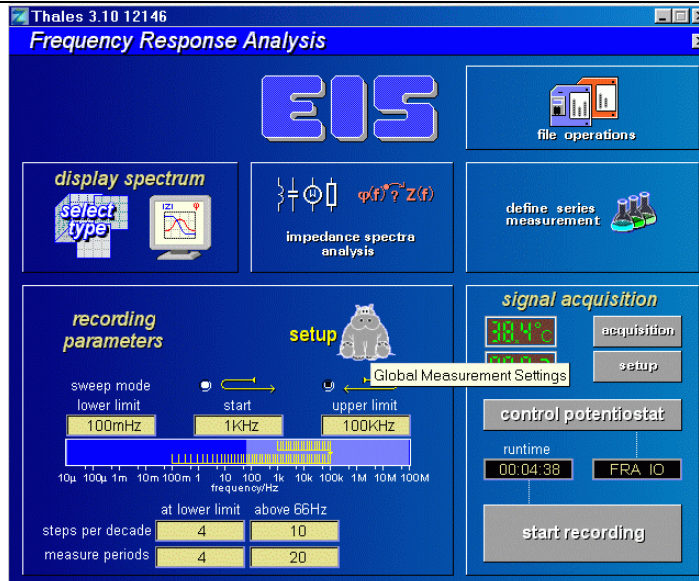 Thales 3.10 12146
Frequency Response Analysis
EIS
file operations
display spectrum
select type
|Z| φ
φ(f) ? Z(f)
impedance spectra
analysis
define series
measurement
recording
parameters
setup
signal acquisition
38.4°C
acquisition
setup
Global Measurement Settings
sweep mode
lower limit start upper limit
100mHz 1KHz 100KHz
10µ 100µ 1m 10m 100m 1 10 100 1k 10k 100k 1M 10M 100M
frequency/Hz
at lower limit above 66Hz
steps per decade 4 10
measure periods 4 20
control potentiostat
runtime
00:04:38 FRA IO
start recording